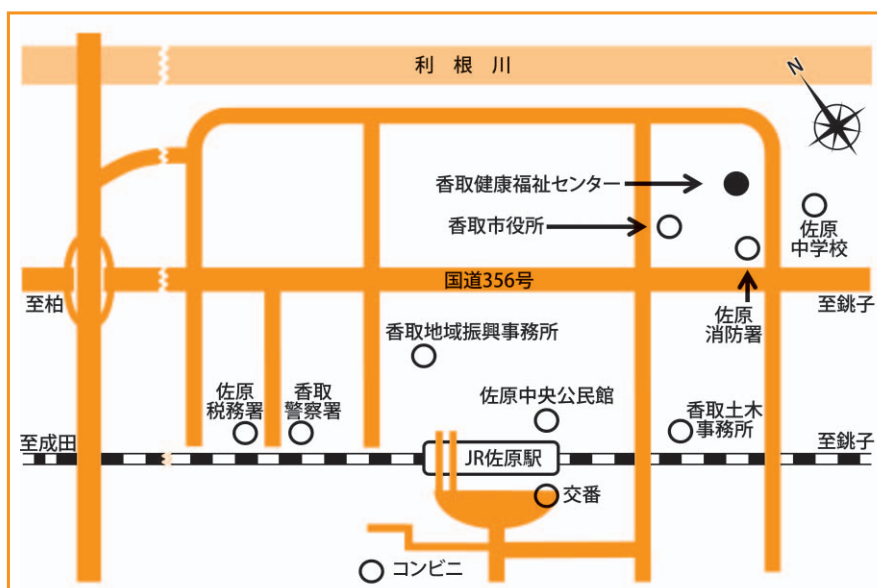 利根川
N
香取健康福祉センター
香取市役所
佐原
中学校
国道356号
至柏
佐原
消防署
至銚子
香取地域振興事務所
佐原
税務署
香取
警察署
佐原中央公民館
香取土木
事務所
至成田
JR佐原駅
至銚子
交番
コンビニ